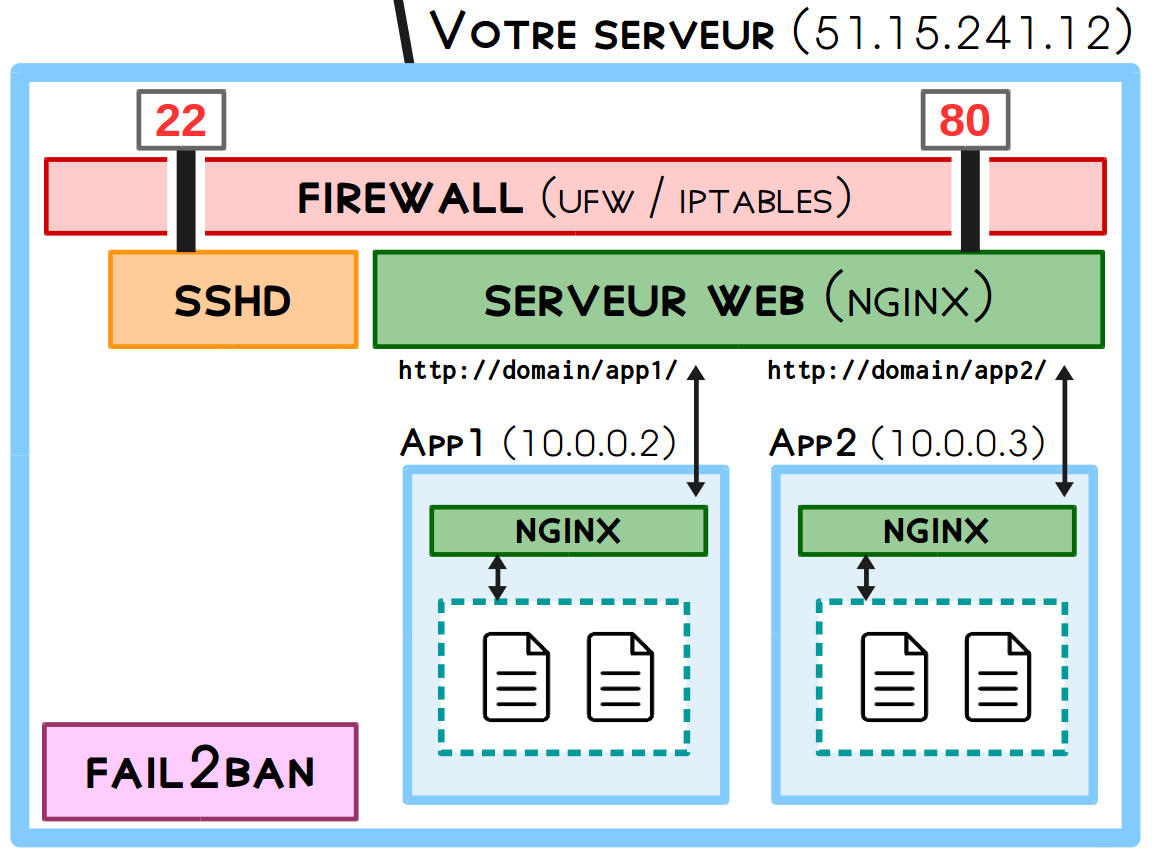 VOTRE SERVEUR (51.15.241.12)
22
80
FIREWALL (UFW / IPTABLES)
SSHD
SERVEUR WEB (NGINX)
http://domain/app1/
http://domain/app2/
APP1 (10.0.0.2)
APP2 (10.0.0.3)
NGINX
NGINX
FAIL2BAN